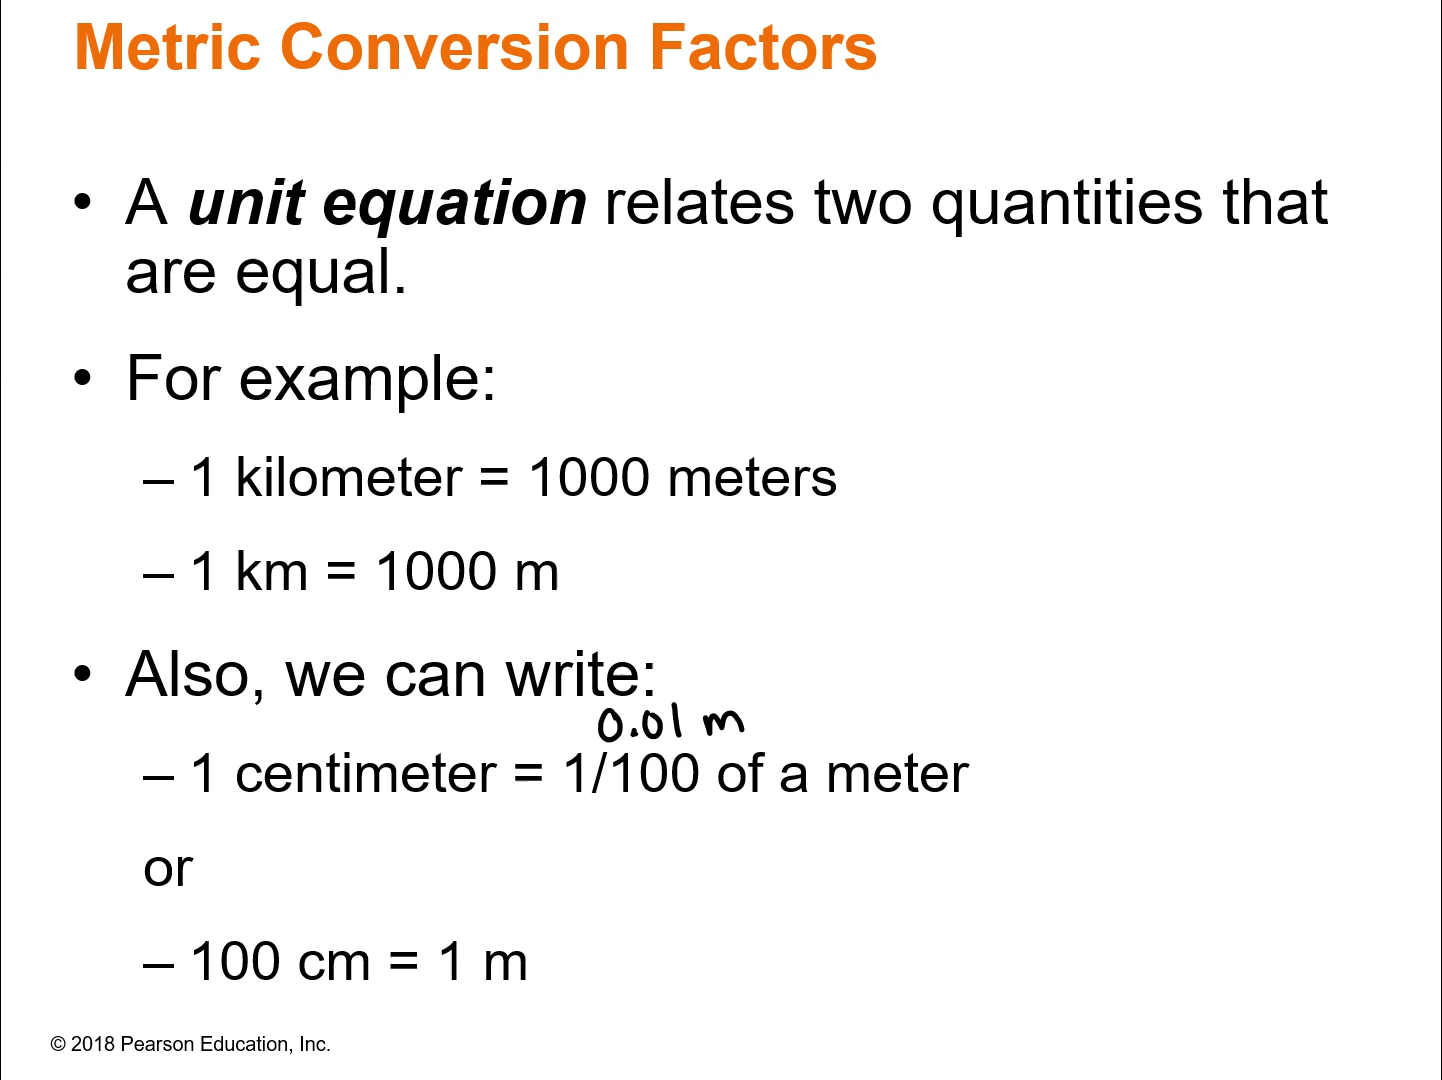 Metric Conversion Factors
• A unit equation relates two quantities that
are equal.
• For example:
– 1 kilometer = 1000 meters
– 1 km = 1000 m
• Also, we can write:
0.01 m
– 1 centimeter = 1/100 of a meter
or
– 100 cm = 1 m
© 2018 Pearson Education, Inc.